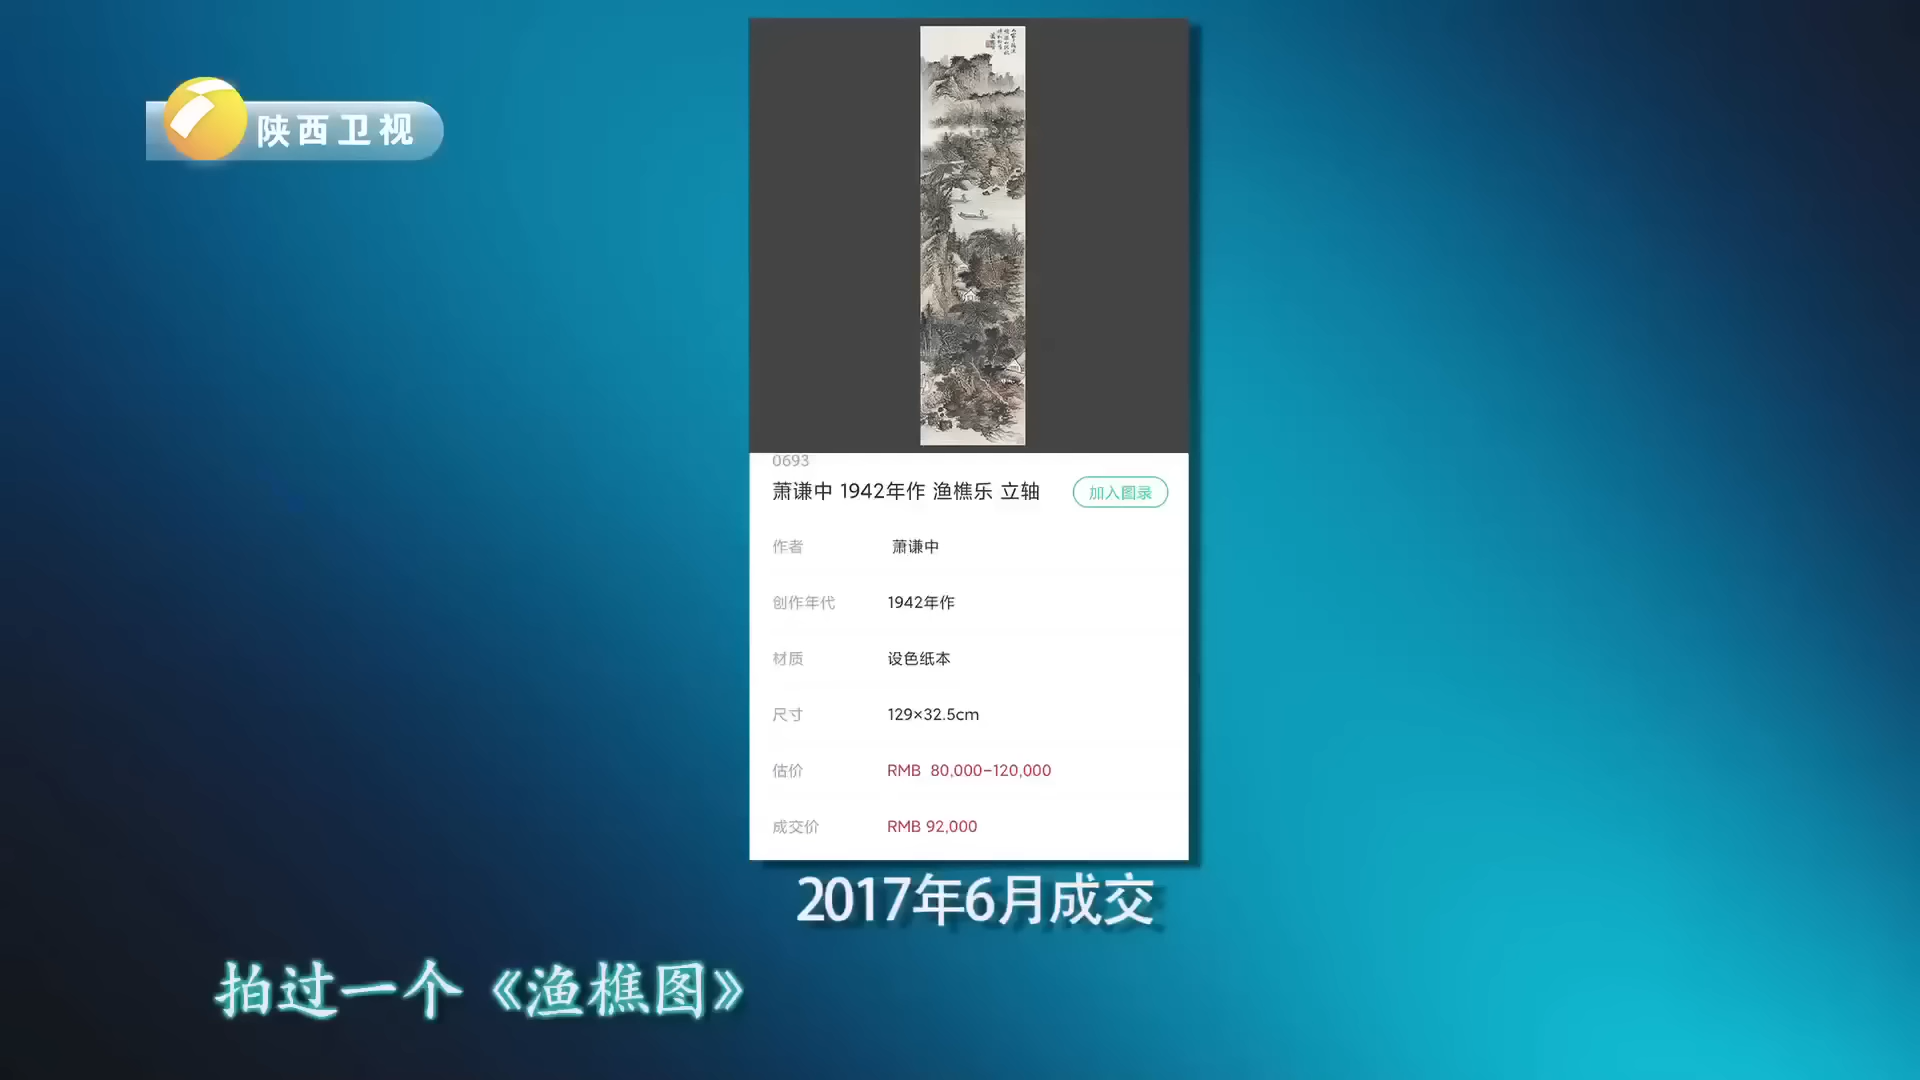 陕西卫视
0693
萧谦中 1942年作 渔樵乐 立轴
加入图录
作者 萧谦中
创作年代 1942年作
材质 设色纸本
尺寸 129×32.5cm
估价 RMB 80,000-120,000
成交价 RMB 92,000
2017年6月成交
拍过一个《渔樵图》